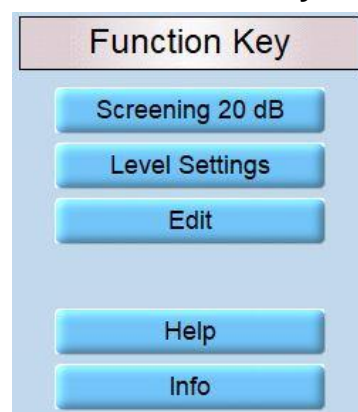 Function Key
Screening 20 dB
Level Settings
Edit
Help
Info